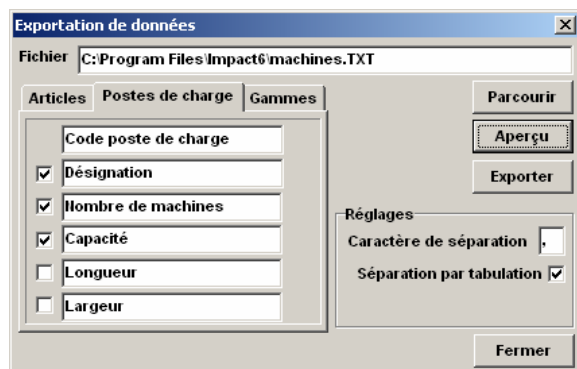 Exportation de données
Fichier C:\Program Files\Impact6\machines.TXT
Articles Postes de charge Gammes
Code poste de charge
Désignation
Nombre de machines
Capacité
Longueur
Largeur
Parcourir
Aperçu
Exporter
Réglages
Caractère de séparation ,
Séparation par tabulation
Fermer